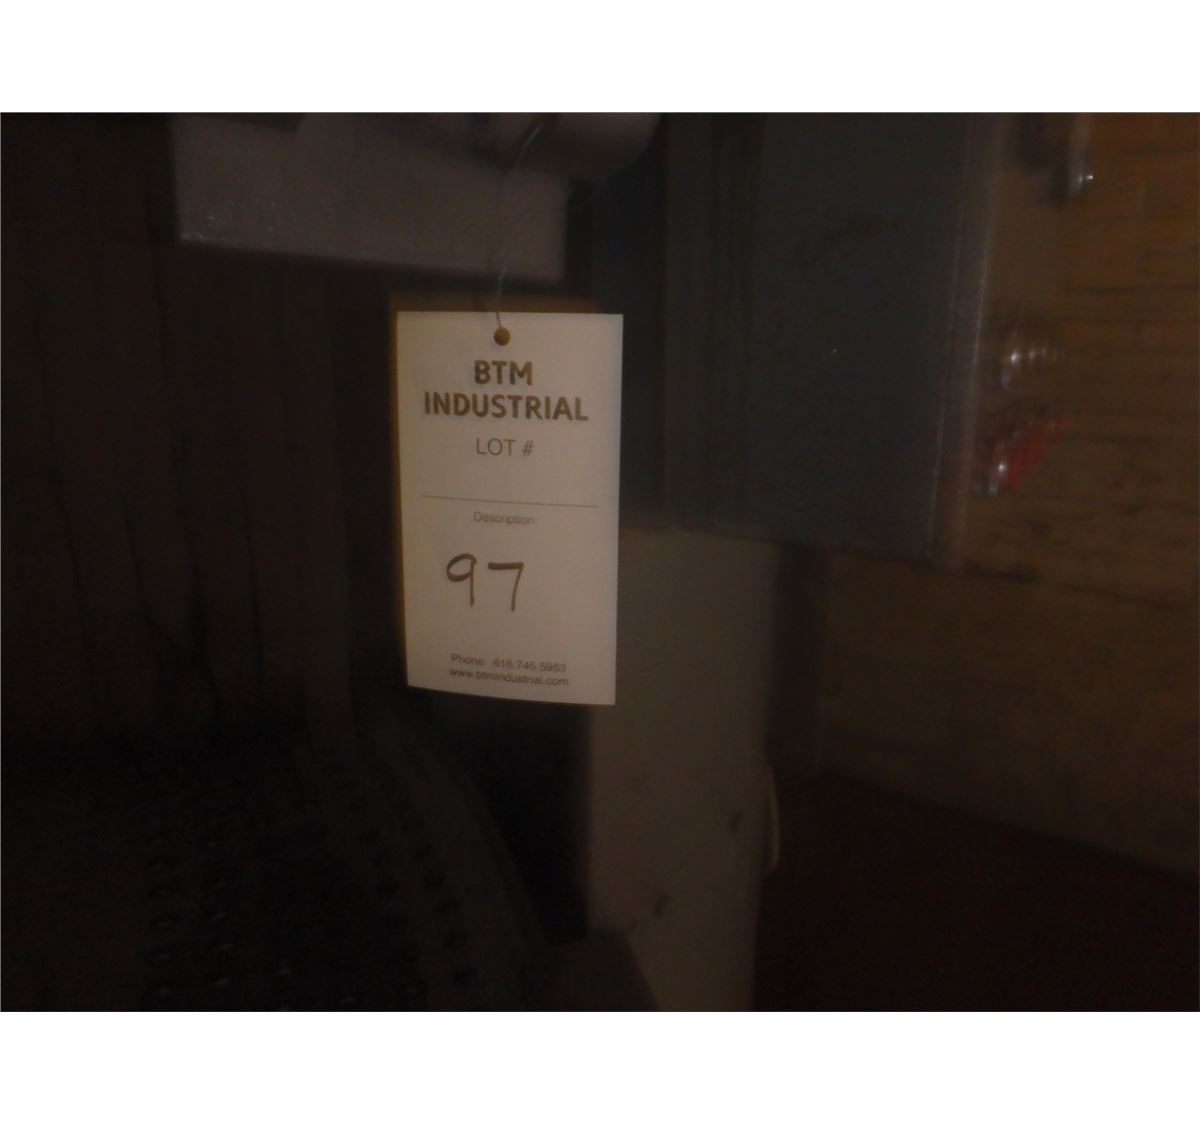 BTM
INDUSTRIAL
LOT #
Description:
97
Phone: 616.745.5953
www.btmindustrial.com